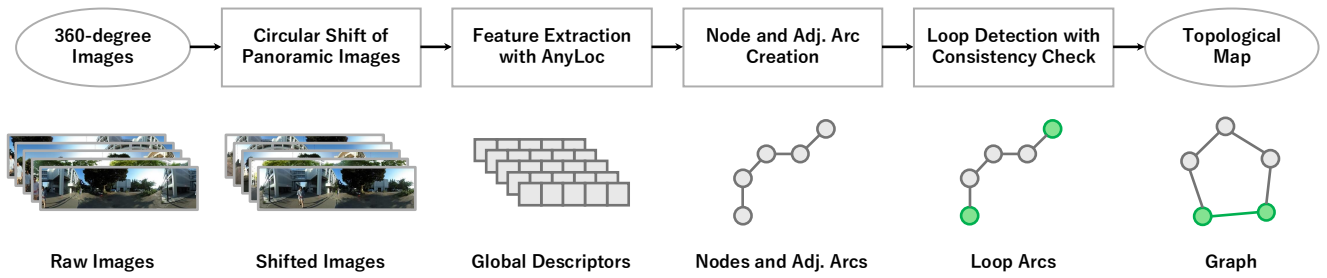 360-degree
Images
Circular Shift of
Panoramic Images
Feature Extraction
with AnyLoc
Node and Adj. Arc
Creation
Loop Detection with
Consistency Check
Topological
Map
Raw Images
Shifted Images
Global Descriptors
Nodes and Adj. Arcs
Loop Arcs
Graph